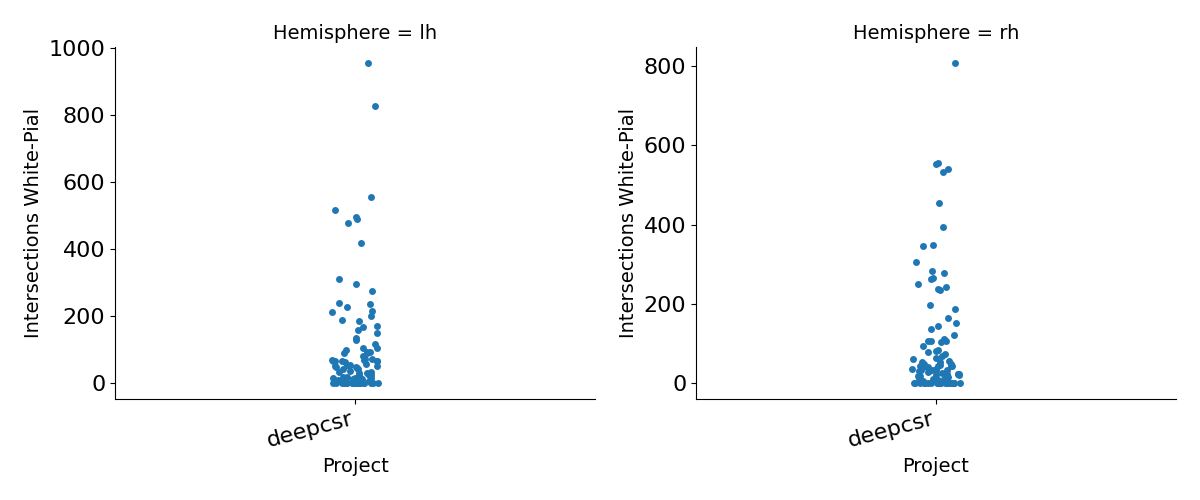 Hemisphere = lh
Intersections White-Pial
1000
800
600
400
200
0
deepcsr
Project
Hemisphere = rh
Intersections White-Pial
800
600
400
200
0
deepcsr
Project